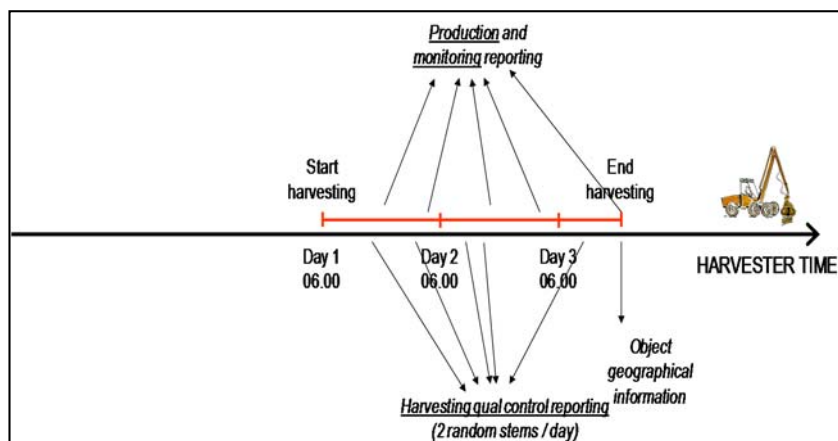 Production and
monitoring reporting
Start
harvesting
End
harvesting
Day 1
06.00
Day 2
06.00
Day 3
06.00
HARVESTER TIME
Object
geographical
information
Harvesting qual control reporting
(2 random stems / day)